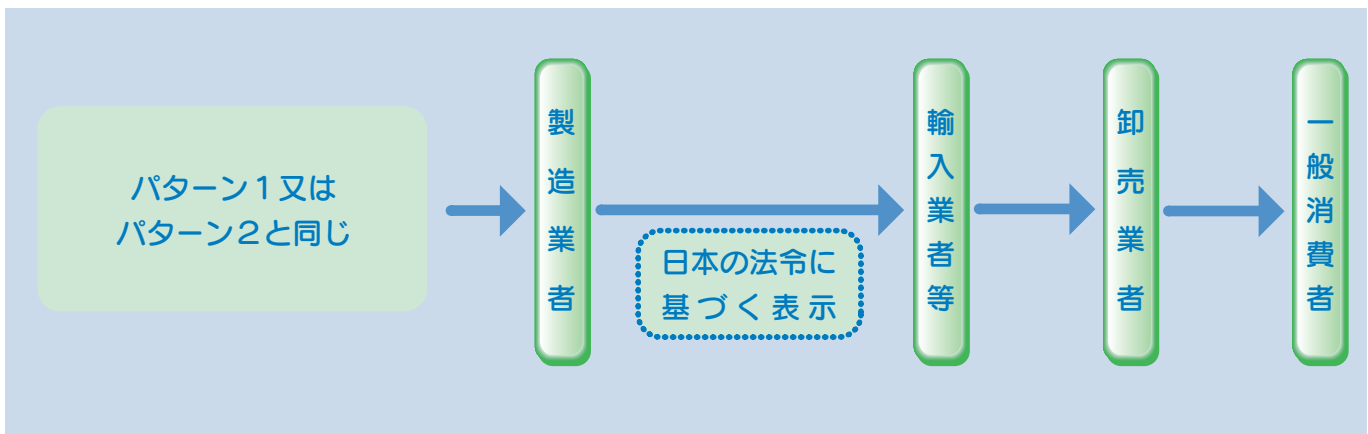 パターン１又は
パターン２と同じ
製造業者
日本の法令に
基づく表示
輸入業者等
卸売業者
一般消費者